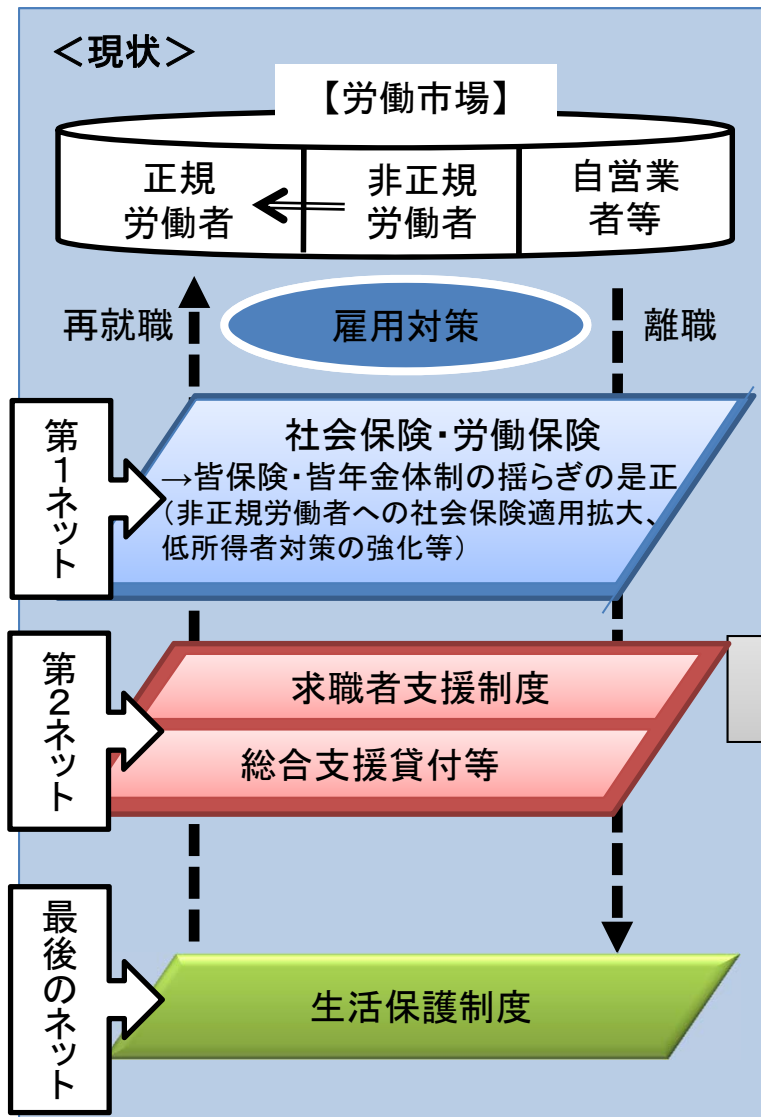 ＜現状＞
【労働市場】
正規
労働者
非正規
労働者
自営業
者等
再就職
雇用対策
離職
第1ネット
社会保険・労働保険
→皆保険・皆年金体制の揺らぎの是正
（非正規労働者への社会保険適用拡大、
低所得者対策の強化等）
第2ネット
求職者支援制度
総合支援貸付等
最後のネット
生活保護制度